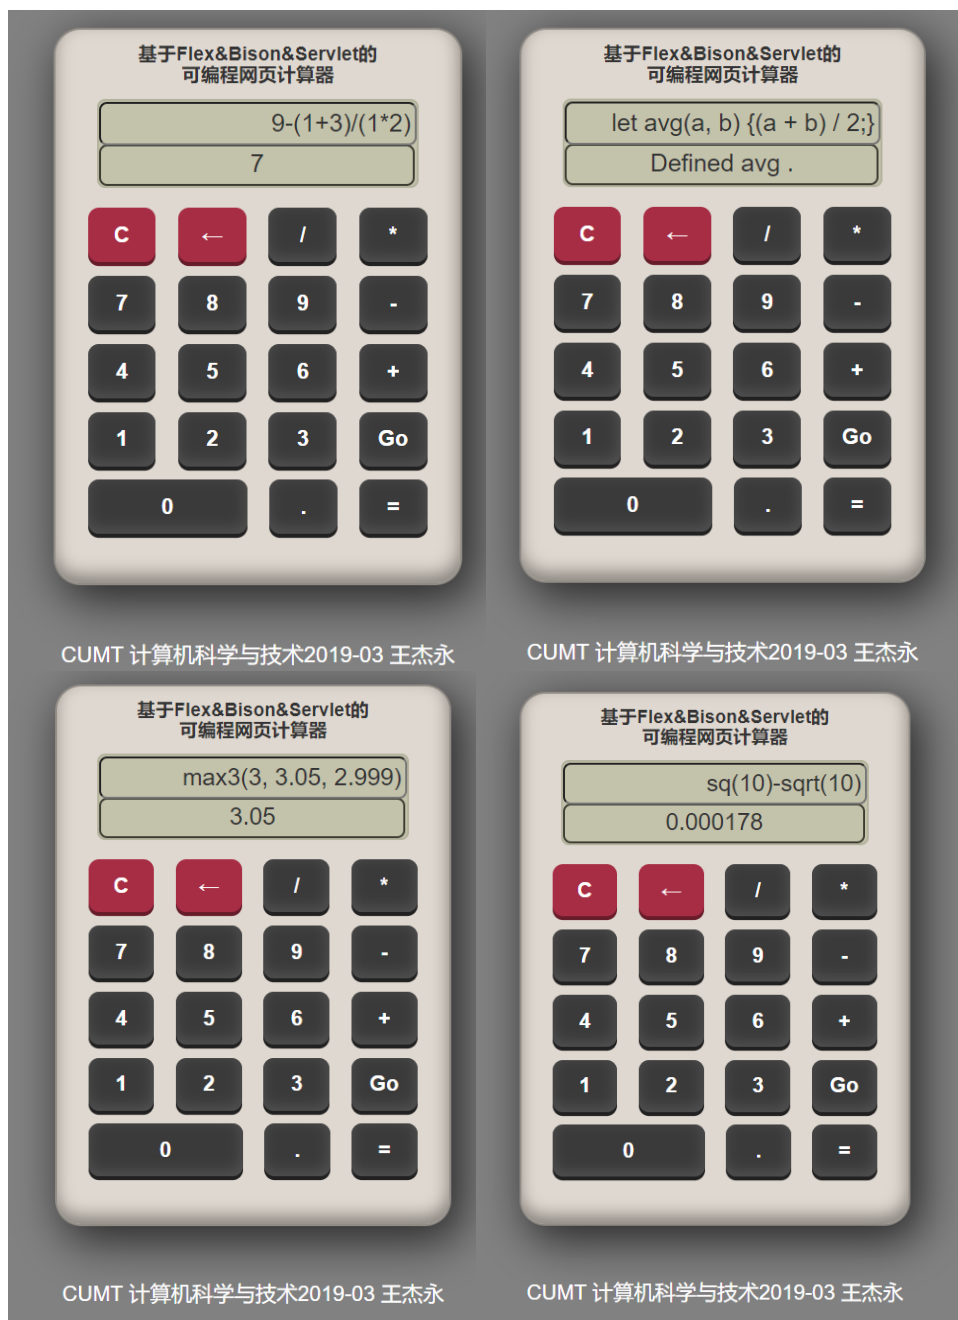 基于Flex&Bison&Servlet的
可编程网页计算器
9-(1+3)/(1*2)
7
C ← / *
7 8 9 -
4 5 6 +
1 2 3 Go
0 . =
CUMT 计算机科学与技术2019-03 王杰永
基于Flex&Bison&Servlet的
可编程网页计算器
let avg(a, b) {(a + b) / 2;}
Defined avg .
C ← / *
7 8 9 -
4 5 6 +
1 2 3 Go
0 . =
CUMT 计算机科学与技术2019-03 王杰永
基于Flex&Bison&Servlet的
可编程网页计算器
max3(3, 3.05, 2.999)
3.05
C ← / *
7 8 9 -
4 5 6 +
1 2 3 Go
0 . =
CUMT 计算机科学与技术2019-03 王杰永
基于Flex&Bison&Servlet的
可编程网页计算器
sq(10)-sqrt(10)
0.000178
C ← / *
7 8 9 -
4 5 6 +
1 2 3 Go
0 . =
CUMT 计算机科学与技术2019-03 王杰永